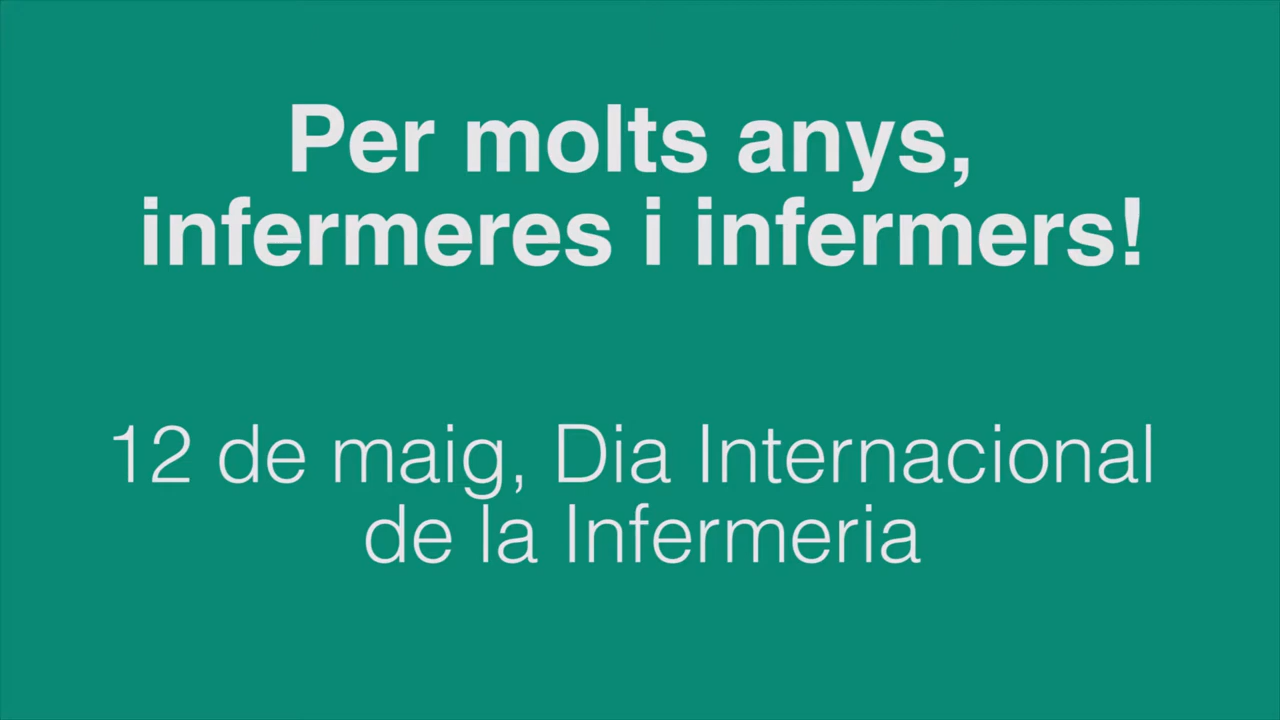 Per molts anys,
infermeres i infermers!
12 de maig, Dia Internacional
de la Infermeria